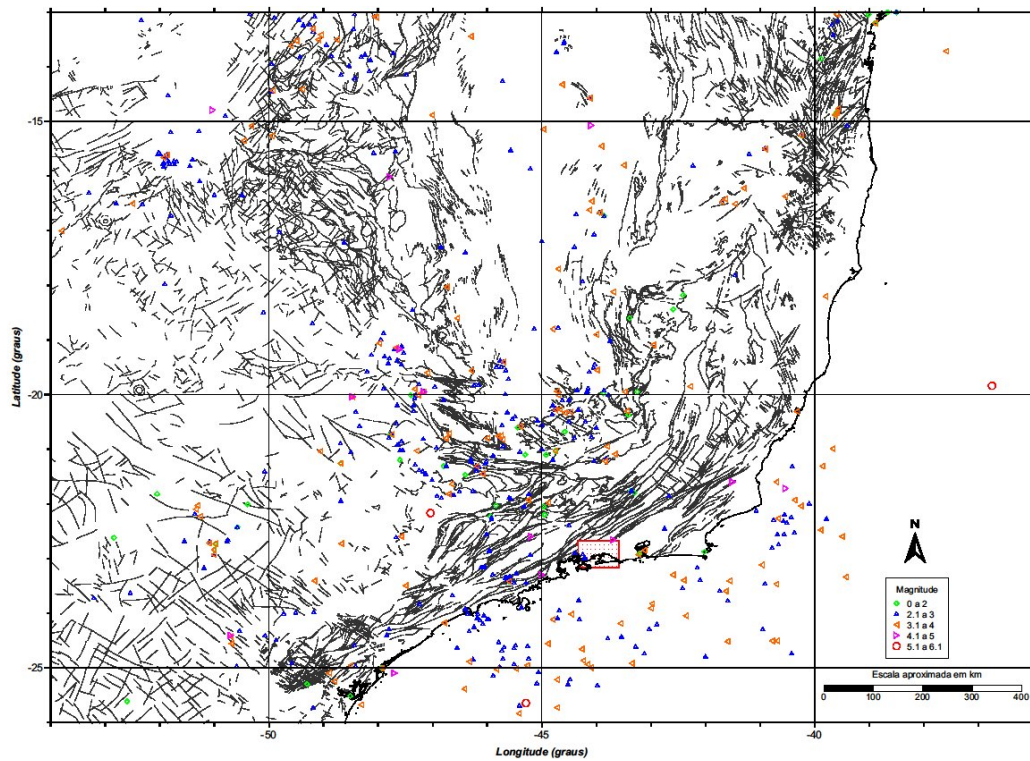 -15
-20
-25
Latitude (graus)
-50
-45
-40
Longitude (graus)
N
Magnitude
0 a 2
2.1 a 3
3.1 a 4
4.1 a 5
5.1 a 6.1
Escala aproximada em km
0 100 200 300 400